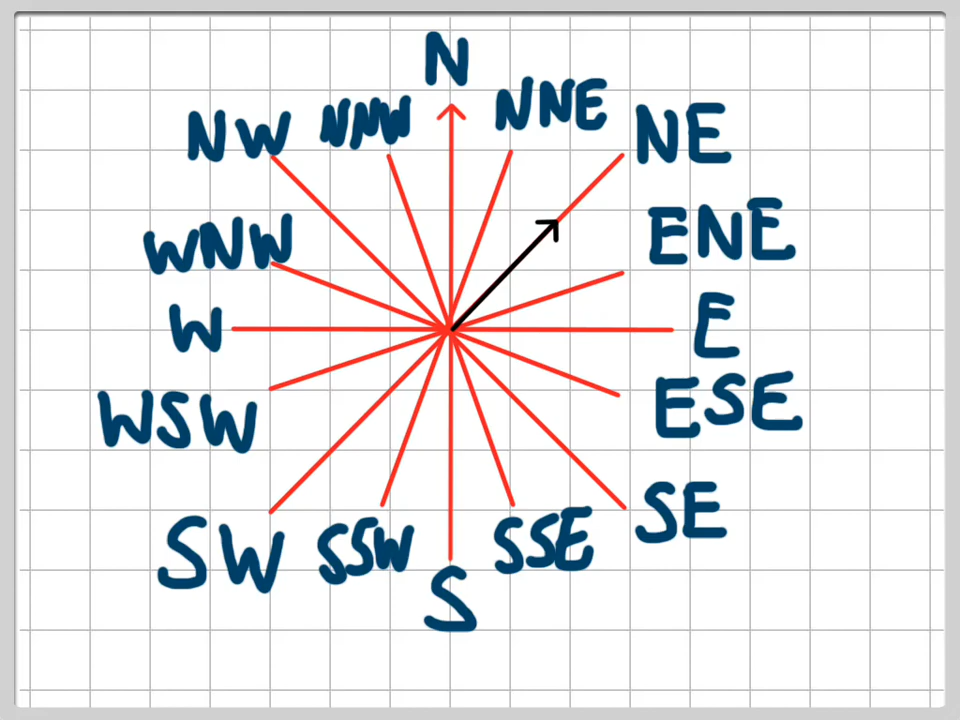 N
NW NNW NNE NE
WNW ENE
W E
WSW ESE
SW SSW SSE SE
S